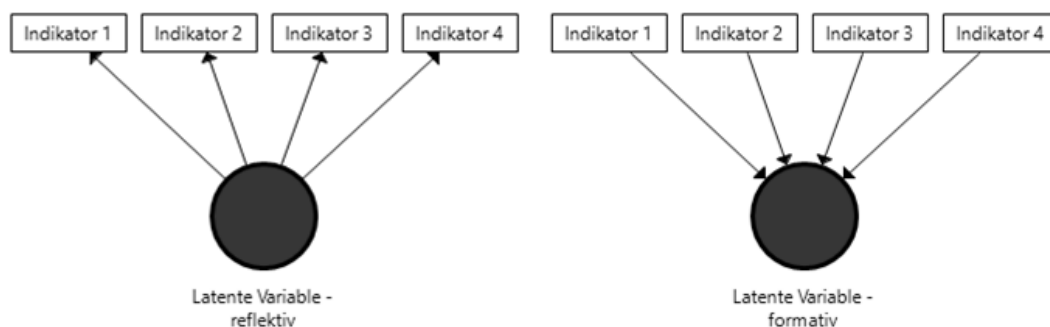 Indikator 1
Indikator 2
Indikator 3
Indikator 4
Indikator 1
Indikator 2
Indikator 3
Indikator 4
Latente Variable -
reflektiv
Latente Variable -
formativ